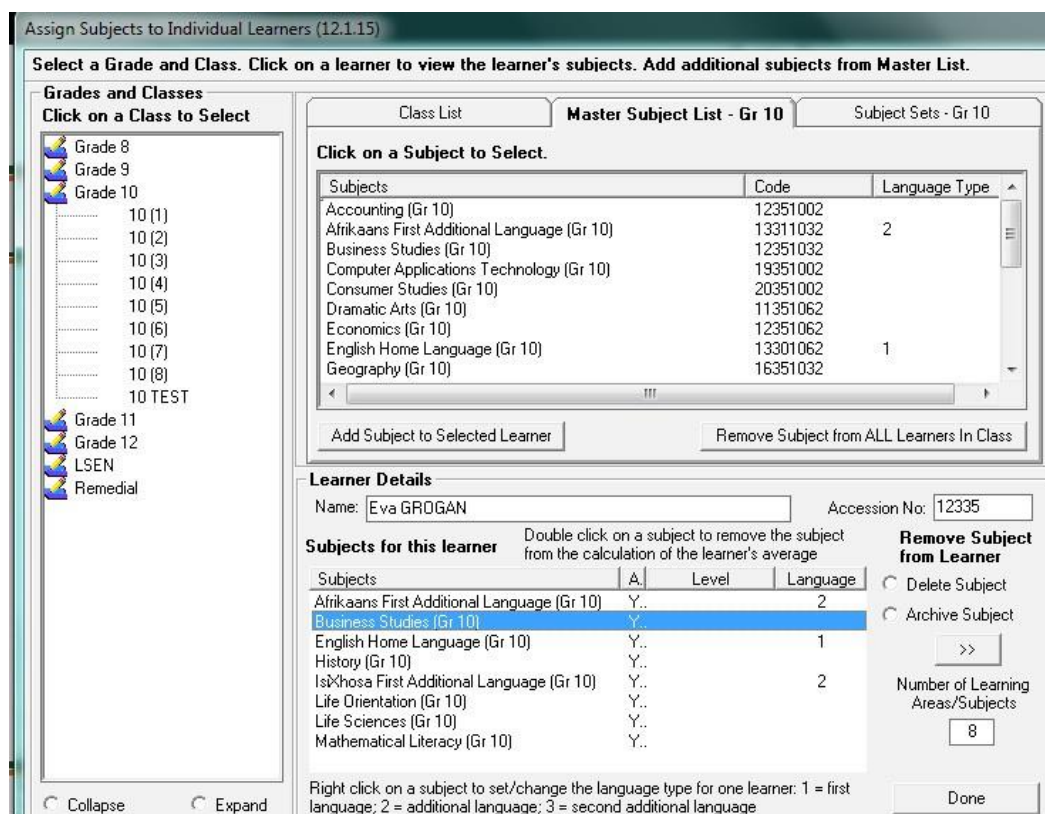 Assign Subjects to Individual Learners (12.1.15)
Select a Grade and Class. Click on a learner to view the learner's subjects. Add additional subjects from Master List.
Grades and Classes
Click on a Class to Select
Grade 8
Grade 9
Grade 10
10 (1)
10 (2)
10 (3)
10 (4)
10 (5)
10 (6)
10 (7)
10 (8)
10 TEST
Grade 11
Grade 12
LSEN
Remedial
Collapse Expand
Class List Master Subject List - Gr 10 Subject Sets - Gr 10
Click on a Subject to Select.
Subjects Code Language Type
Accounting (Gr 10) 12351002
Afrikaans First Additional Language (Gr 10) 13311032 2
Business Studies (Gr 10) 12351032
Computer Applications Technology (Gr 10) 19351002
Consumer Studies (Gr 10) 20351002
Dramatic Arts (Gr 10) 11351062
Economics (Gr 10) 12351062
English Home Language (Gr 10) 13301062 1
Geography (Gr 10) 16351032
Add Subject to Selected Learner Remove Subject from ALL Learners In Class
Learner Details
Name: Eva GROGAN Accession No: 12335
Subjects for this learner
Double click on a subject to remove the subject
from the calculation of the learner's average
Subjects A. Level Language
Afrikaans First Additional Language (Gr 10) Y.. 2
Business Studies (Gr 10) Y..
English Home Language (Gr 10) Y.. 1
History (Gr 10) Y..
IsiXhosa First Additional Language (Gr 10) Y.. 2
Life Orientation (Gr 10) Y..
Life Sciences (Gr 10) Y..
Mathematical Literacy (Gr 10) Y..
Right click on a subject to set/change the language type for one learner: 1 = first
language; 2 = additional language; 3 = second additional language
Remove Subject
from Learner
Delete Subject
Archive Subject
>>
Number of Learning
Areas/Subjects
8
Done